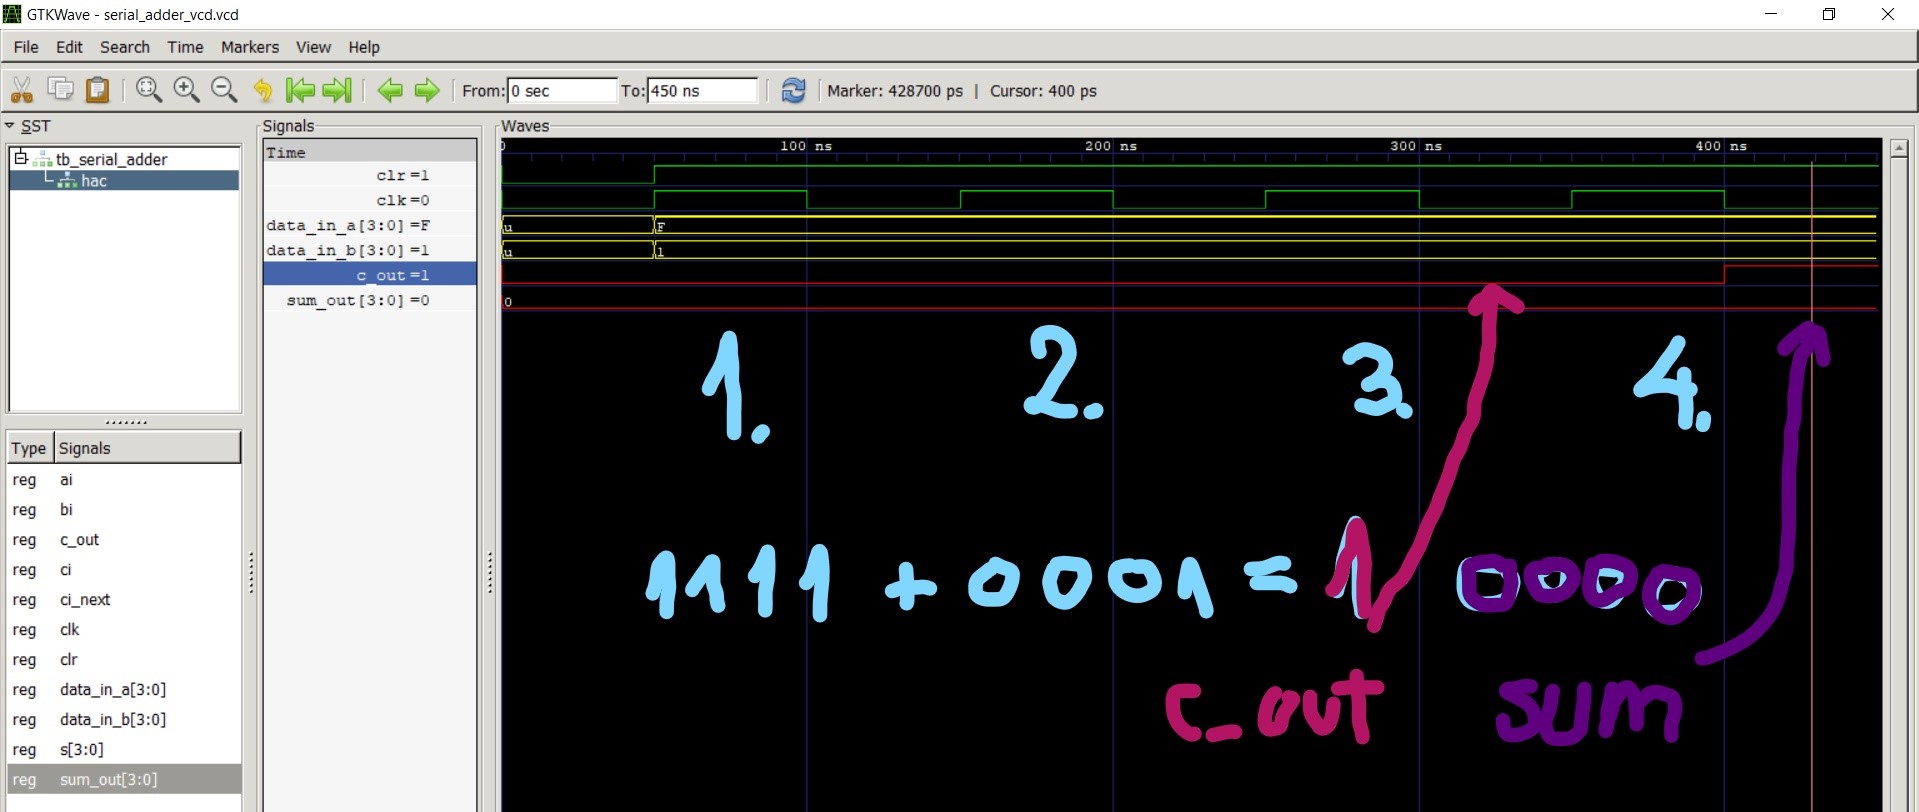 GTKWave - serial_adder_vcd.vcd
File Edit Search Time Markers View Help
From: 0 sec To: 450 ns Marker: 428700 ps | Cursor: 400 ps
SST
tb_serial_adder
hac
Type Signals
reg ai
reg bi
reg c_out
reg ci
reg ci_next
reg clk
reg clr
reg data_in_a[3:0]
reg data_in_b[3:0]
reg s[3:0]
reg sum_out[3:0]
Signals
Time
clr=1
clk=0
data_in_a[3:0]=F
data_in_b[3:0]=1
c_out=1
sum_out[3:0]=0
Waves
0 100 ns 200 ns 300 ns 400 ns
u F
u 1
0
1. 2. 3. 4.
1111 + 0001 = 1 0000
c_out sum